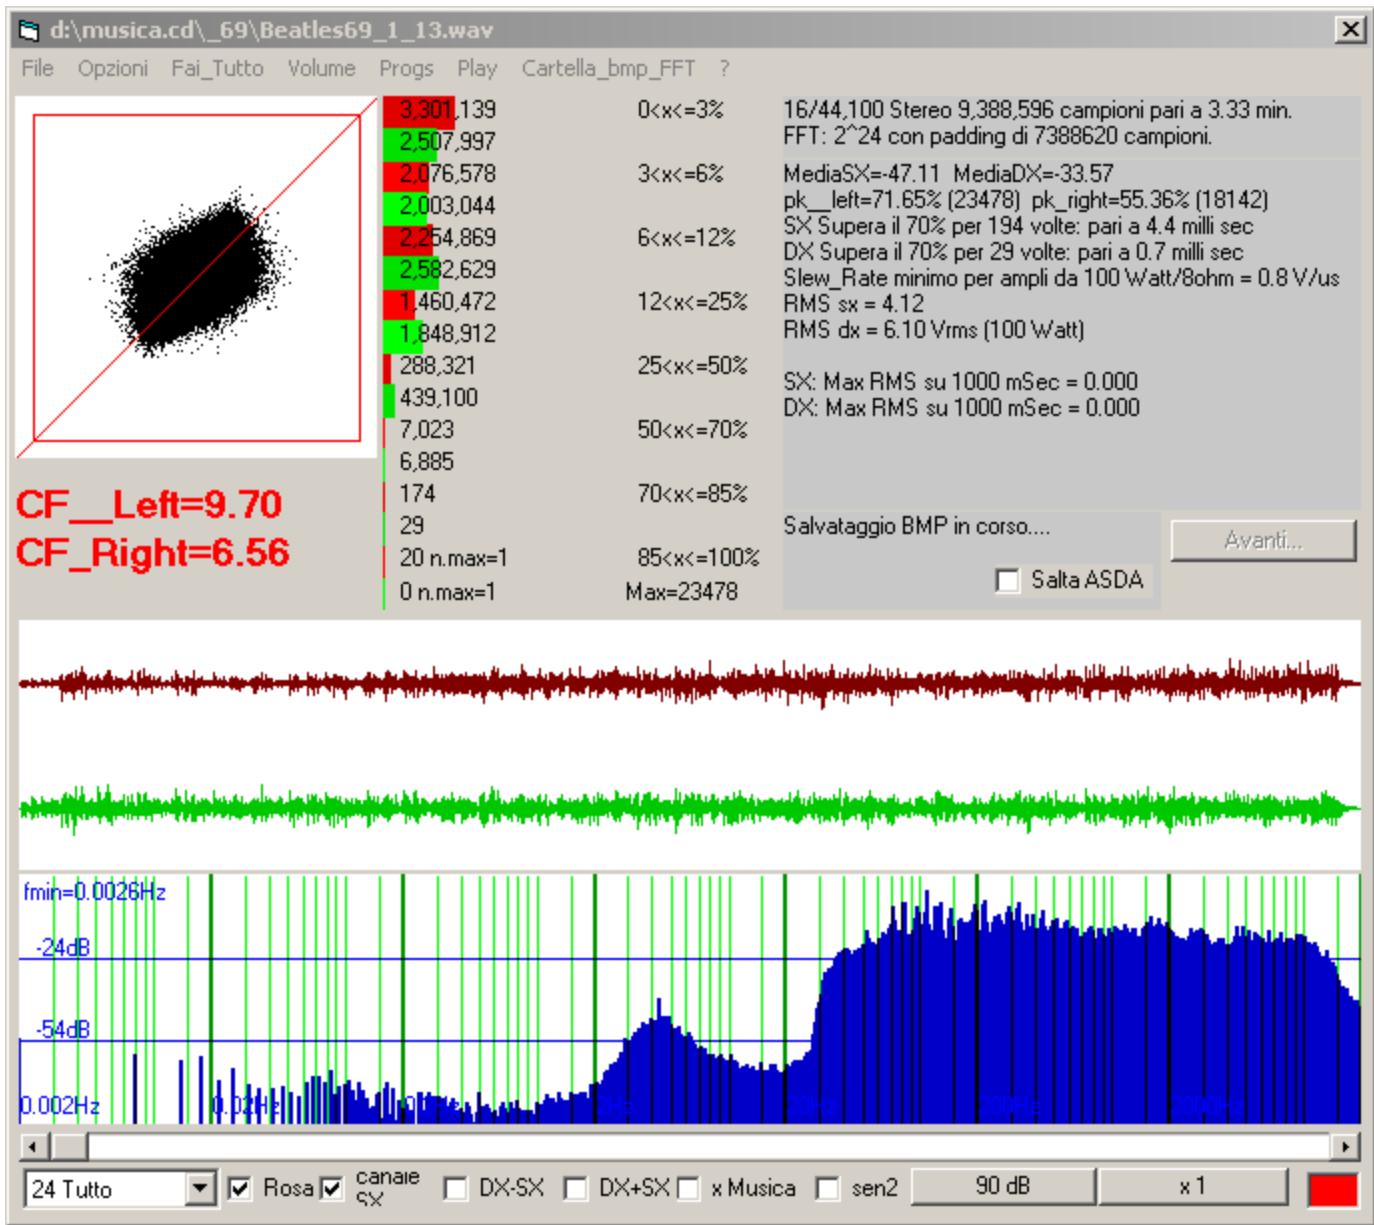 d:\musica.cd\_69\Beatles69_1_13.wav
File Opzioni Fai_Tutto Volume Progs Play Cartella_bmp_FFT ?
3,301,139 0<x<=3%
2,507,997
2,076,578 3<x<=6%
2,003,044
2,254,869 6<x<=12%
2,582,629
1,460,472 12<x<=25%
1,848,912
288,321 25<x<=50%
439,100
7,023 50<x<=70%
6,885
174 70<x<=85%
29
20 n.max=1 85<x<=100%
0 n.max=1 Max=23478
CF__Left=9.70
CF_Right=6.56
16/44,100 Stereo 9,388,596 campioni pari a 3.33 min.
FFT: 2^24 con padding di 7388620 campioni.
MediaSX=-47.11 MediaDX=-33.57
pk__left=71.65% (23478) pk_right=55.36% (18142)
SX Supera il 70% per 194 volte: pari a 4.4 milli sec
DX Supera il 70% per 29 volte: pari a 0.7 milli sec
Slew_Rate minimo per ampli da 100 Watt/8ohm = 0.8 V/us
RMS sx = 4.12
RMS dx = 6.10 Vrms (100 Watt)
SX: Max RMS su 1000 mSec = 0.000
DX: Max RMS su 1000 mSec = 0.000
Salvataggio BMP in corso....
Avanti...
Salta ASDA
fmin=0.0026Hz
-24dB
-54dB
0.002Hz 0.02Hz 2Hz 20Hz 200Hz 2000Hz
24 Tutto Rosa canale SX DX-SX DX+SX x Musica sen2 90 dB x 1